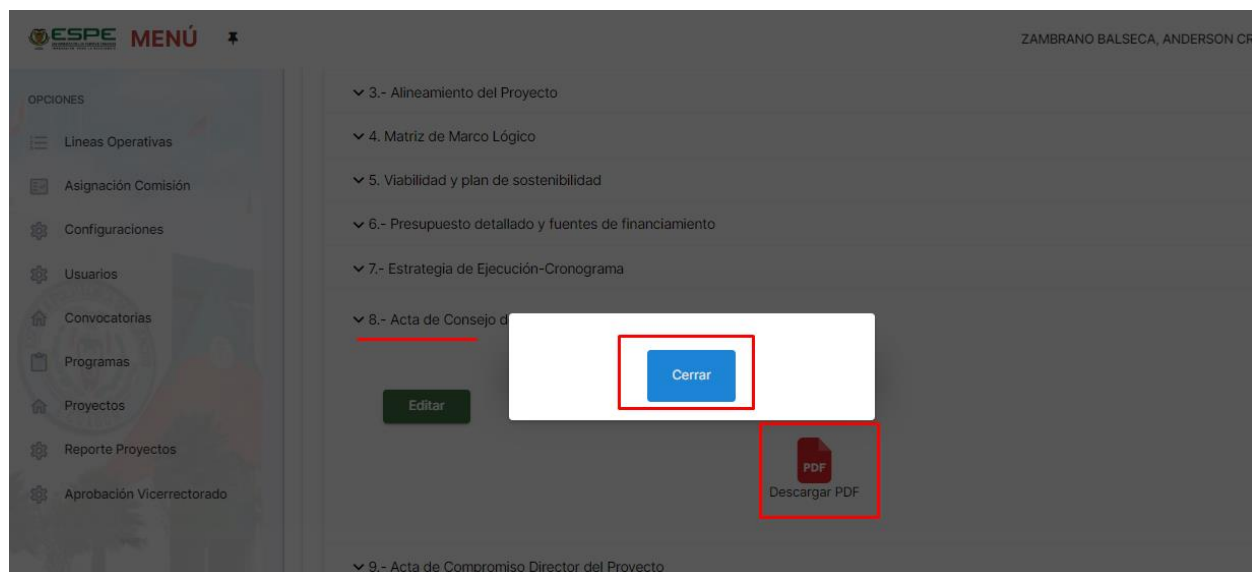 ESPE MENÚ
ZAMBRANO BALSECA, ANDERSON CR
OPCIONES
Lineas Operativas
Asignación Comisión
Configuraciones
Usuarios
Convocatorias
Programas
Proyectos
Reporte Proyectos
Aprobación Vicerrectorado
3.- Alineamiento del Proyecto
4. Matriz de Marco Lógico
5. Viabilidad y plan de sostenibilidad
6.- Presupuesto detallado y fuentes de financiamiento
7.- Estrategia de Ejecución-Cronograma
8.- Acta de Consejo d
Cerrar
Editar
PDF
Descargar PDF
9.- Acta de Compromiso Director del Proyecto